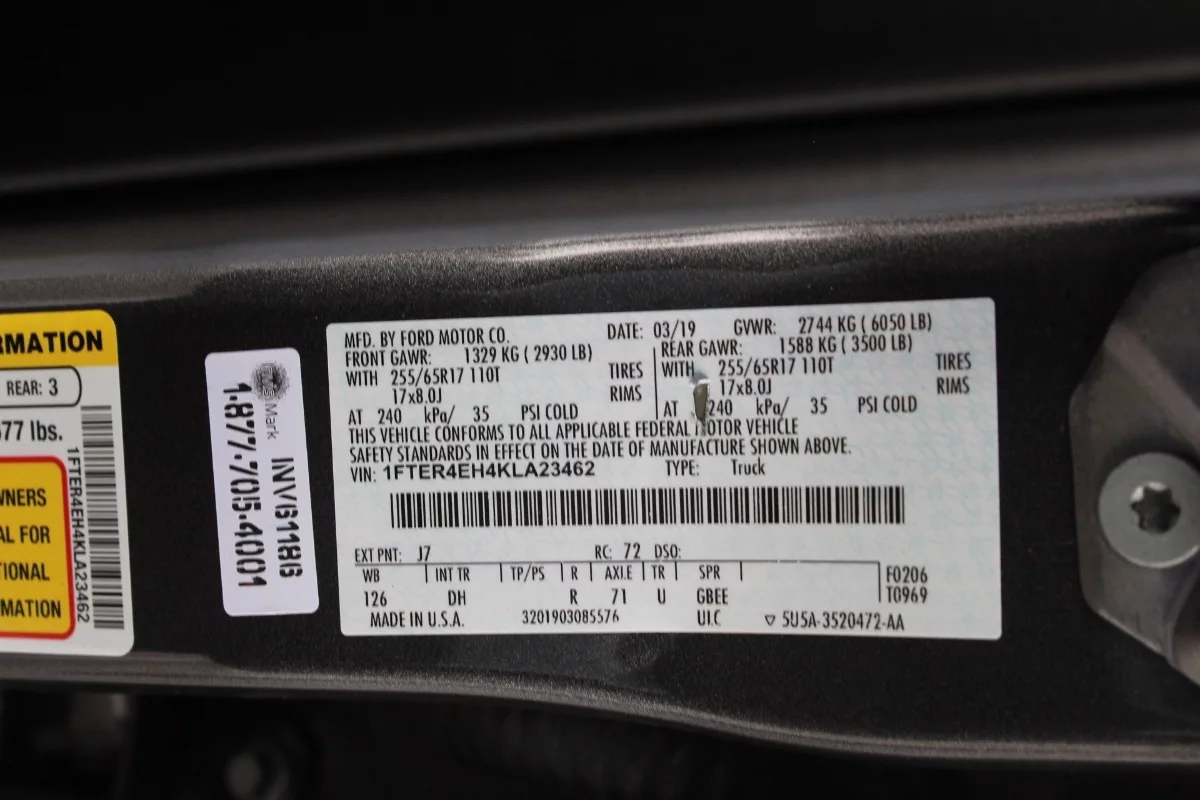 RMATION
REAR: 3
577 lbs.
WNERS
AL FOR
TIONAL
MATION
1FTER4EH4KLA23462
Mark
1-877-705-4001
INV61186
MFD. BY FORD MOTOR CO.
DATE: 03/19 GVWR: 2744 KG ( 6050 LB)
FRONT GAWR: 1329 KG ( 2930 LB)
WITH 255/65R17 110T TIRES
17x8.0J RIMS
AT 240 kPa/ 35 PSI COLD
REAR GAWR: 1588 KG ( 3500 LB)
WITH 255/65R17 110T TIRES
17x8.0J RIMS
AT 240 kPa/ 35 PSI COLD
THIS VEHICLE CONFORMS TO ALL APPLICABLE FEDERAL MOTOR VEHICLE
SAFETY STANDARDS IN EFFECT ON THE DATE OF MANUFACTURE SHOWN ABOVE.
VIN: 1FTER4EH4KLA23462 TYPE: Truck
EXT PNT: J7 RC: 72 DSO:
WB INT TR TP/PS R AXLE TR SPR
126 DH R 71 U GBEE
F0206
T0969
MADE IN U.S.A. 3201903085576 ULC ▽ 5U5A-3520472-AA